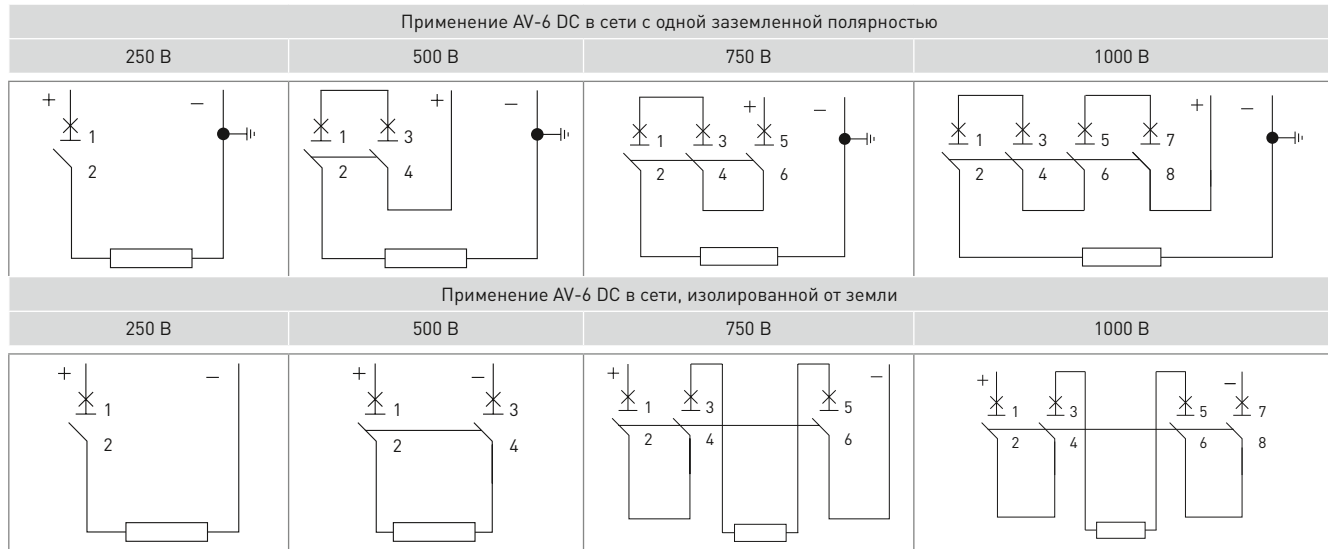 Применение AV-6 DC в сети с одной заземленной полярностью
250 В 500 В 750 В 1000 В
+ – + – + – + –
1 1 3 1 3 5 1 3 5 7
2 2 4 2 4 6 2 4 6 8
Применение AV-6 DC в сети, изолированной от земли
250 В 500 В 750 В 1000 В
+ – + – + – + –
1 1 3 1 3 5 1 3 5 7
2 2 4 2 4 6 2 4 6 8